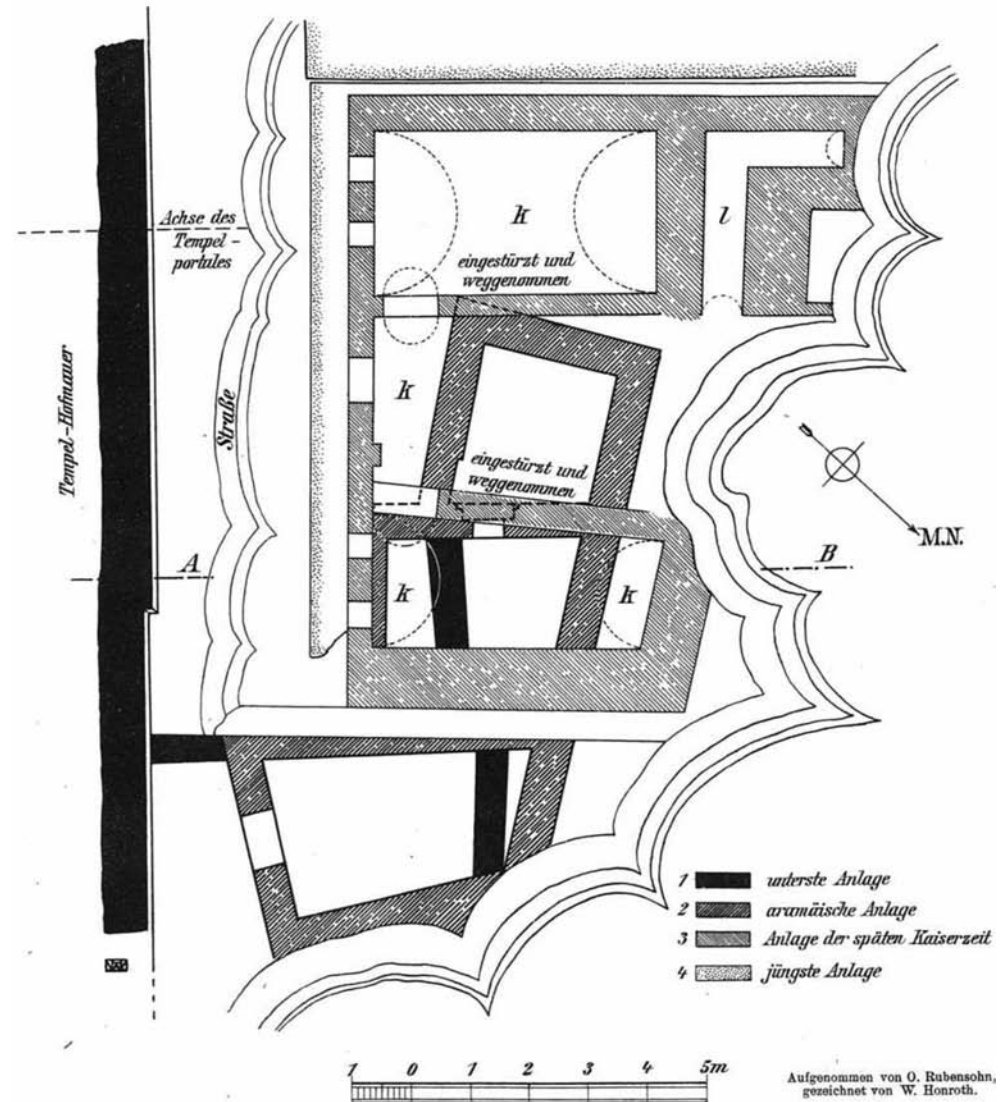 Achse des
Tempel-
portales
Tempel-Hofmauer
Straße
k
l
eingestürzt und
weggenommen
k
eingestürzt und
weggenommen
M.N.
A
B
k
k
1 unterste Anlage
2 aramäische Anlage
3 Anlage der späten Kaiserzeit
4 jüngste Anlage
1 0 1 2 3 4 5m
Aufgenommen von O. Rubensohn,
gezeichnet von W. Honroth.